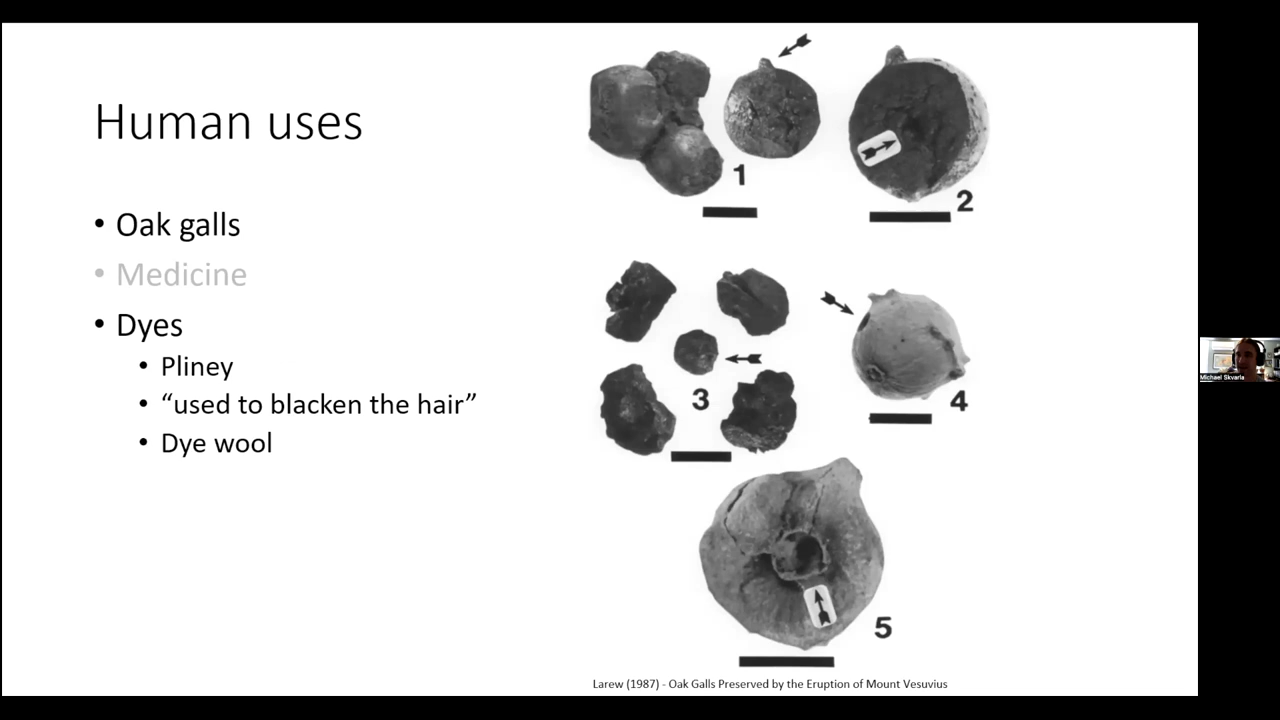 Human uses
• Oak galls
• Medicine
• Dyes
• Pliney
• “used to blacken the hair”
• Dye wool
1
2
3
4
5
Larew (1987) - Oak Galls Preserved by the Eruption of Mount Vesuvius
Michael Skvarla